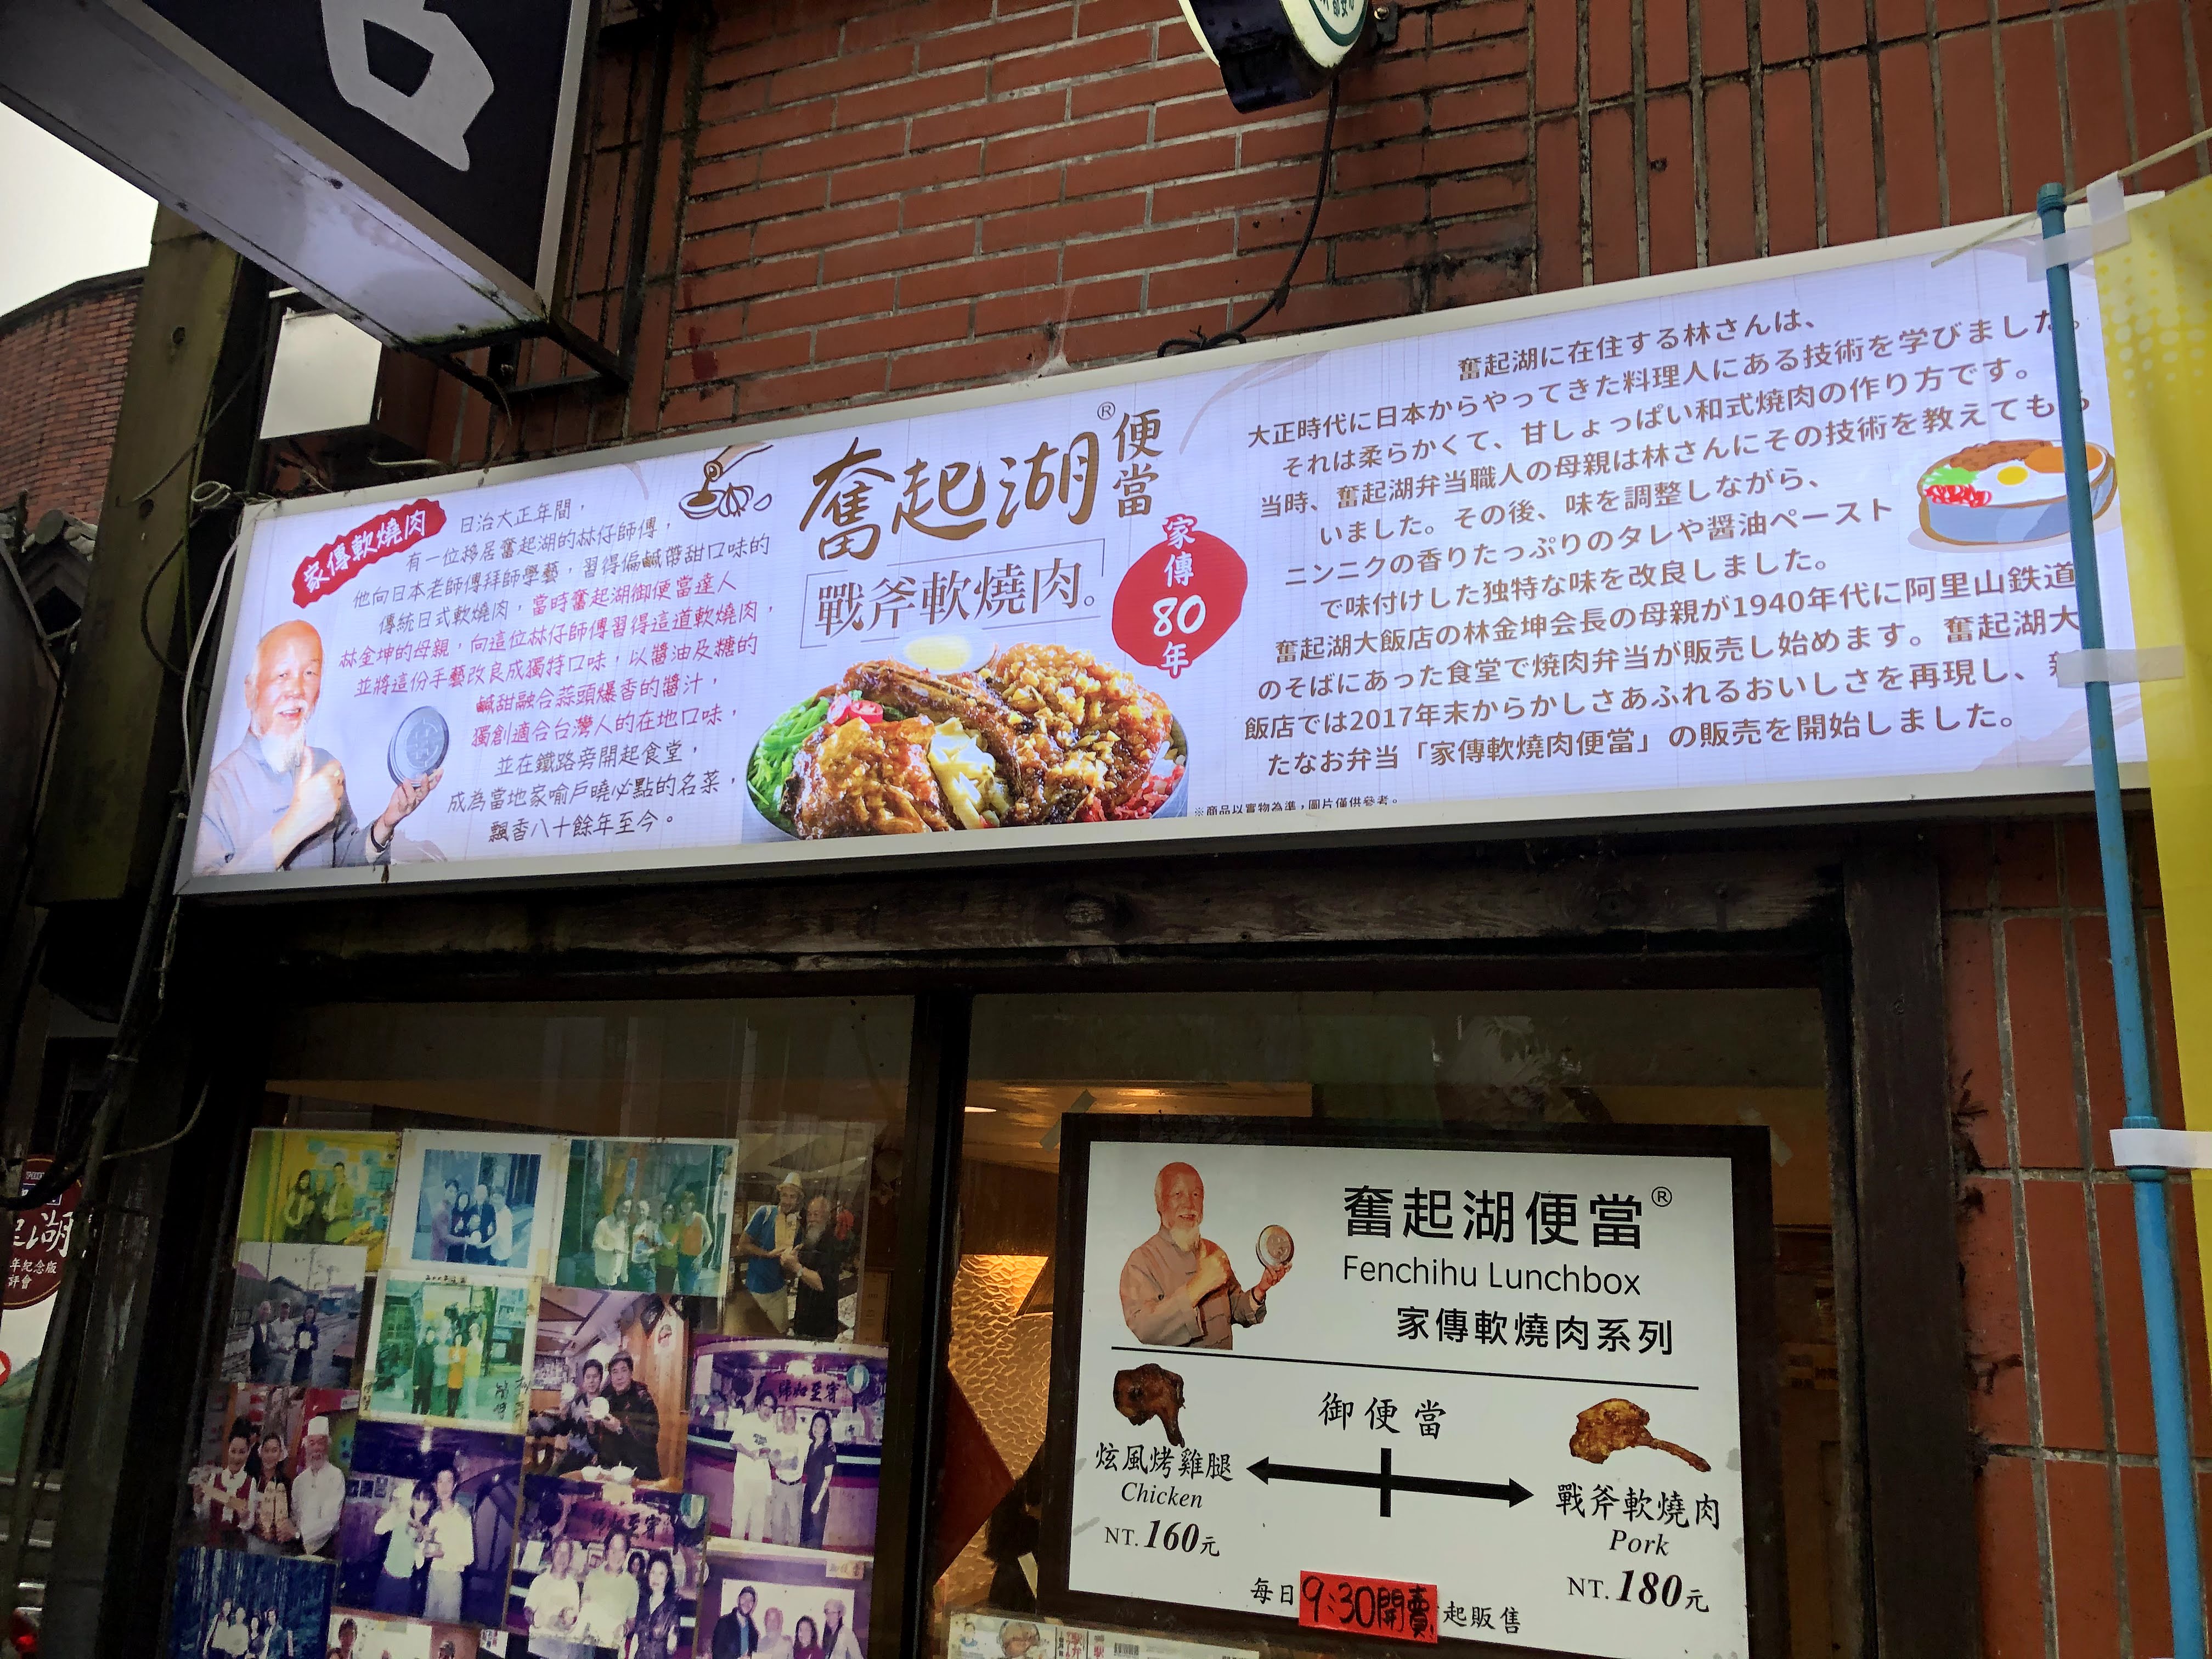 家傳軟燒肉
日治大正年間，
有一位移居奮起湖的林仔師傅，
他向日本老師傅拜師學藝，習得偏鹹帶甜口味的
傳統日式軟燒肉，當時奮起湖御便當達人
林金坤的母親，向這位林仔師傅習得這道軟燒肉，
並將這份手藝改良成獨特口味，以醬油及糖的
鹹甜融合蒜頭爆香的醬汁，
獨創適合台灣人的在地口味，
並在鐵路旁開起食堂，
成為當地家喻戶曉必點的名菜，
飄香八十餘年至今。
奮起湖®便當
戰斧軟燒肉。
家傳
80
年
奮起湖に在住する林さんは、
大正時代に日本からやってきた料理人にある技術を学びました。
それは柔らかくて、甘しょっぱい和式焼肉の作り方です。
当時、奮起湖弁当職人の母親は林さんにその技術を教えてもら
いました。その後、味を調整しながら、
ニンニクの香りたっぷりのタレや醤油ペースト
で味付けした独特な味を改良しました。
奮起湖大飯店の林金坤会長の母親が1940年代に阿里山鉄道
のそばにあった食堂で焼肉弁当が販売し始めます。奮起湖大
飯店では2017年末からかしさあふれるおいしさを再現し、新
たなお弁当「家傳軟燒肉便當」の販売を開始しました。
※商品以實物為準，圖片僅供參考。
湖
年紀念版
評會
奮起湖便當®
Fenchihu Lunchbox
家傳軟燒肉系列
御便當
炫風烤雞腿
Chicken
NT. 160元
戰斧軟燒肉
Pork
NT. 180元
每日9:30開賣起販售